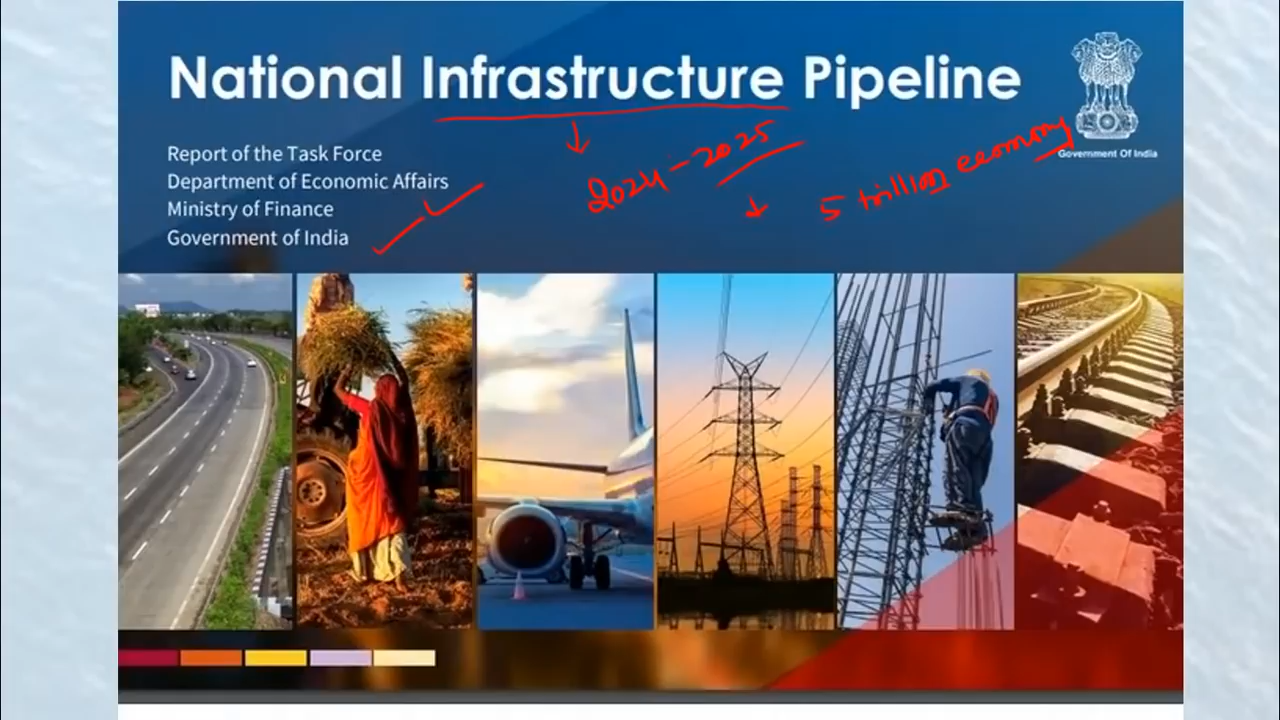 National Infrastructure Pipeline
Report of the Task Force
Department of Economic Affairs
Ministry of Finance
Government of India
2024-2025
5 trillion economy
Government Of India